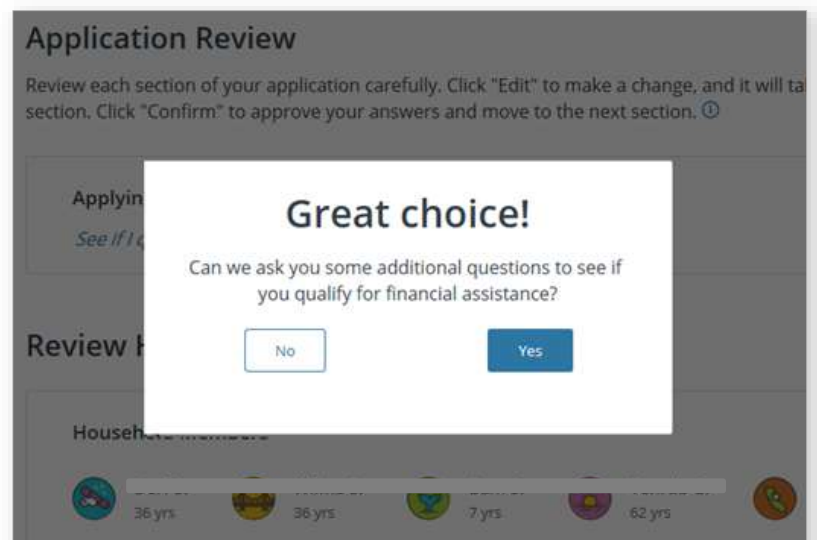 Application Review
Review each section of your application carefully. Click "Edit" to make a change, and it will ta
section. Click "Confirm" to approve your answers and move to the next section.
Applyin
See if I q
Great choice!
Can we ask you some additional questions to see if
you qualify for financial assistance?
No Yes
Review H
Househ
36 yrs 36 yrs 7 yrs 62 yrs